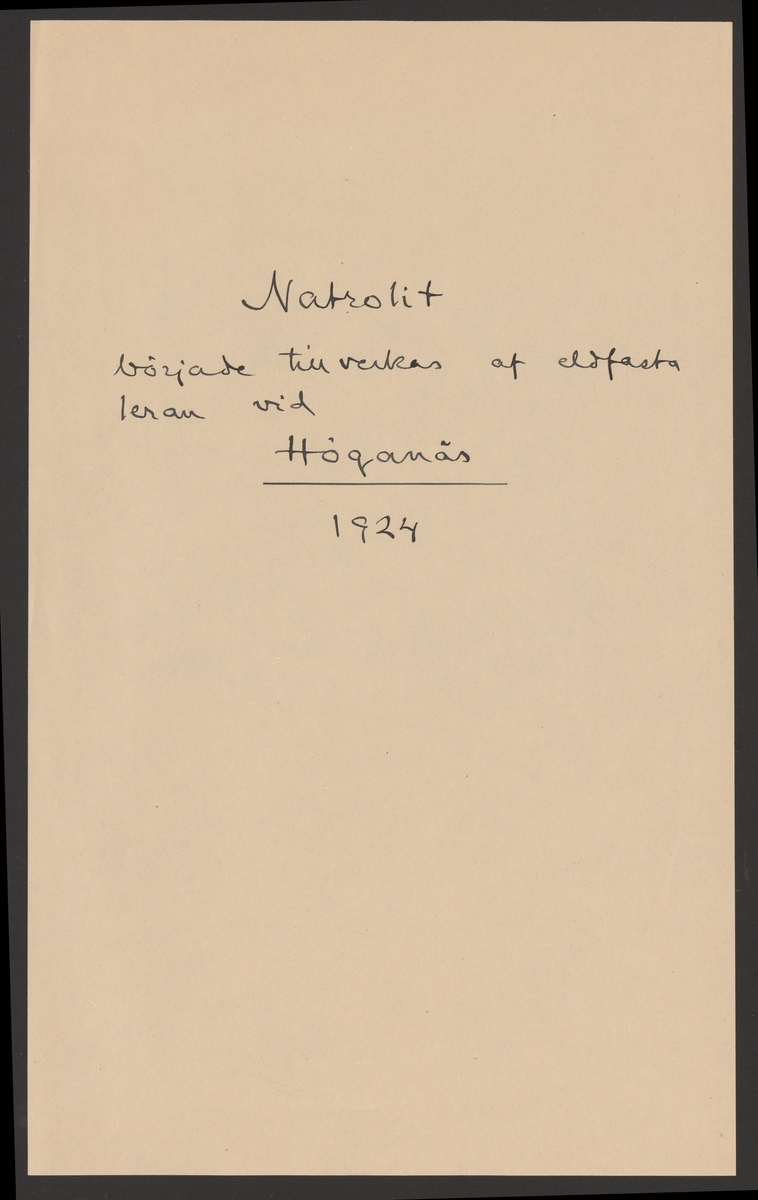 Natrolit
började tillverkas af eldfasta
leran vid
Höganäs
1924